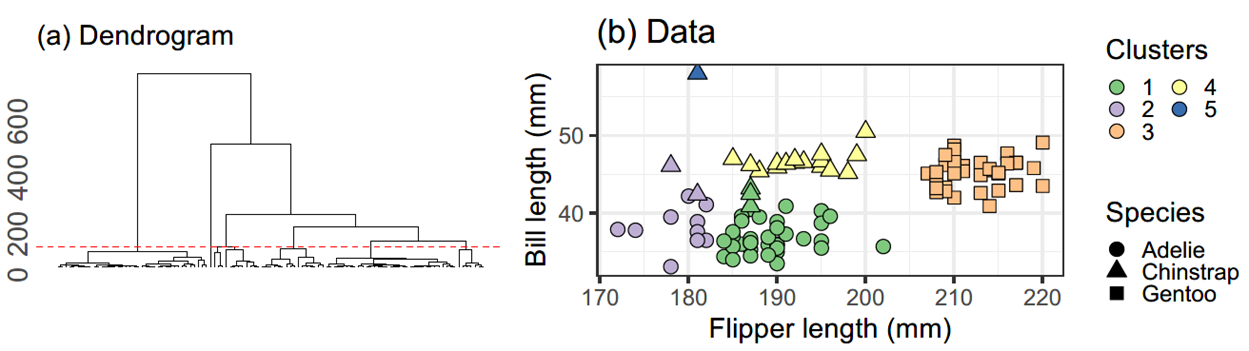 (a) Dendrogram
0 200 400 600
(b) Data
Bill length (mm)
50
40
170 180 190 200 210 220
Flipper length (mm)
Clusters
1 4
2 5
3
Species
Adelie
Chinstrap
Gentoo